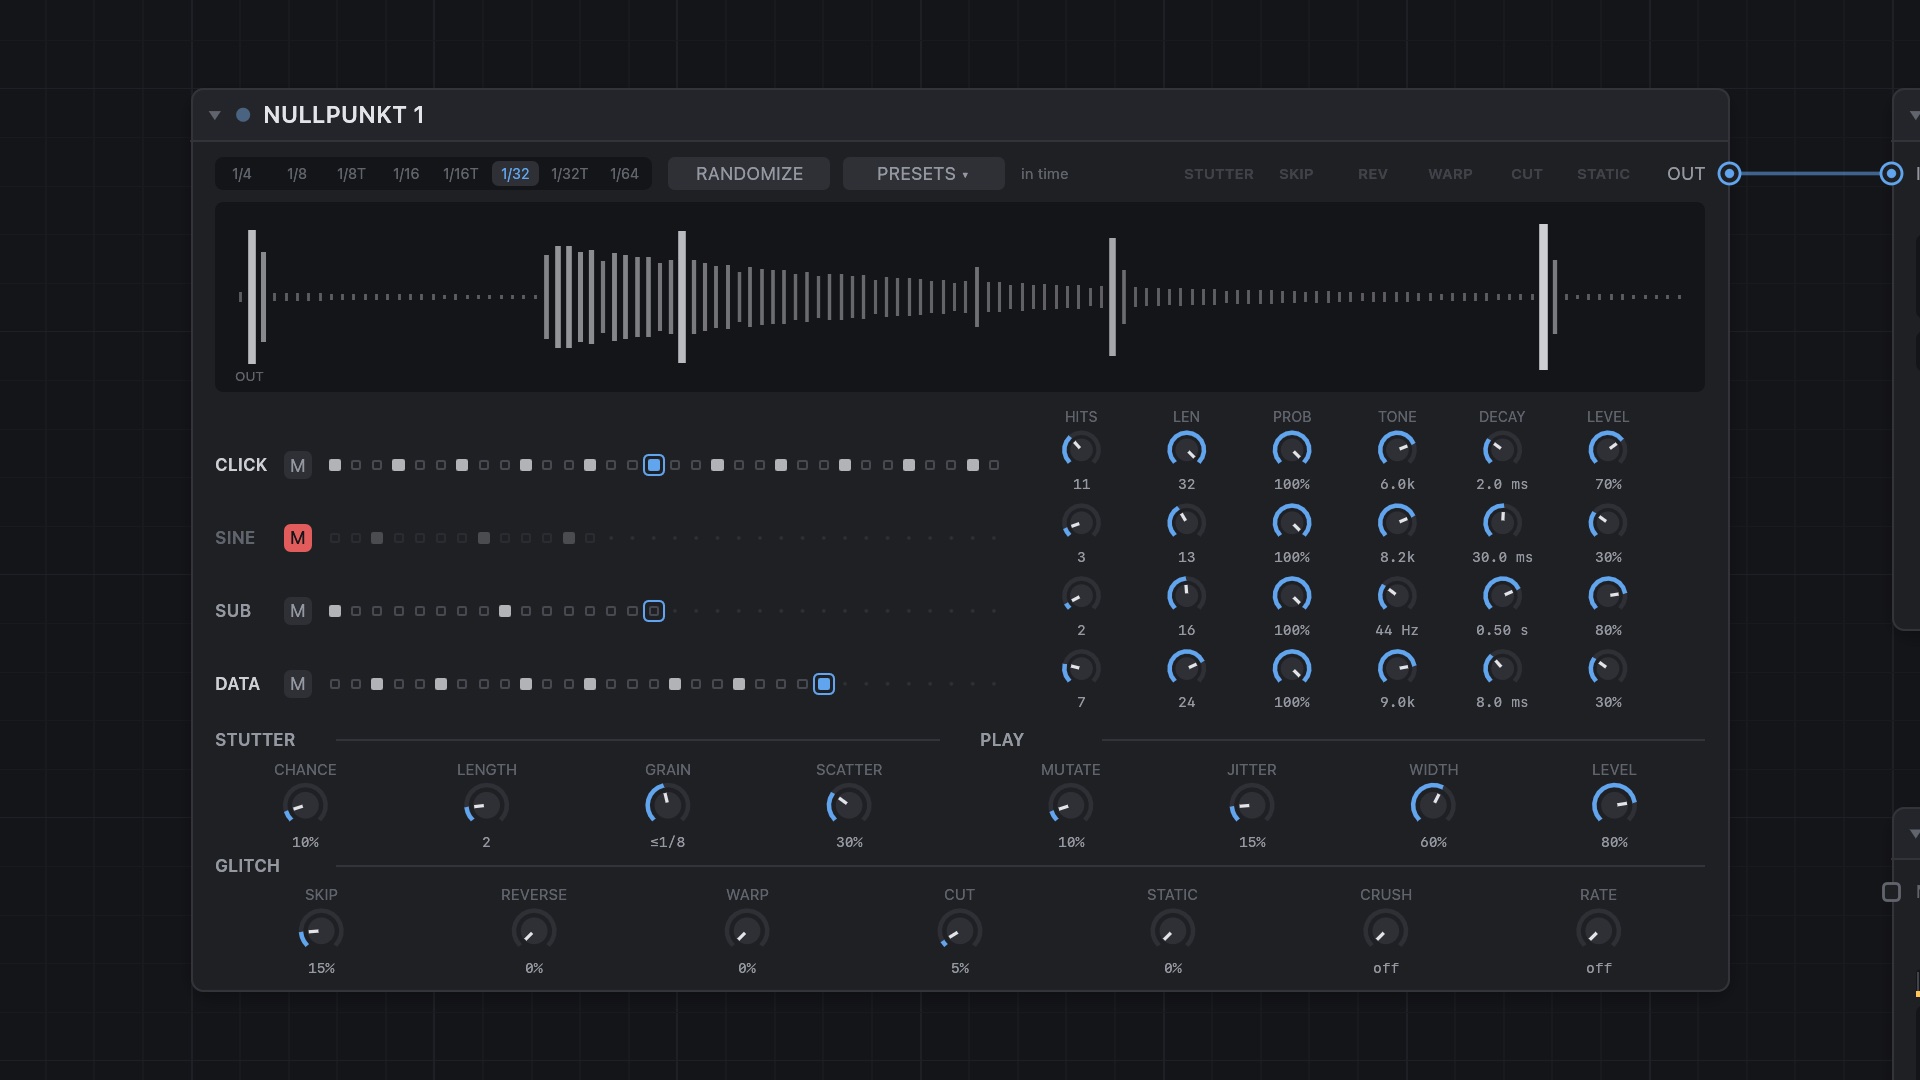 NULLPUNKT 1
1/4 1/8 1/8T 1/16 1/16T 1/32 1/32T 1/64 RANDOMIZE PRESETS ▾ in time STUTTER SKIP REV WARP CUT STATIC OUT
OUT
HITS LEN PROB TONE DECAY LEVEL
CLICK M
11 32 100% 6.0k 2.0 ms 70%
SINE M
3 13 100% 8.2k 30.0 ms 30%
SUB M
2 16 100% 44 Hz 0.50 s 80%
DATA M
7 24 100% 9.0k 8.0 ms 30%
STUTTER PLAY
CHANCE LENGTH GRAIN SCATTER MUTATE JITTER WIDTH LEVEL
10% 2 ≤1/8 30% 10% 15% 60% 80%
GLITCH
SKIP REVERSE WARP CUT STATIC CRUSH RATE
15% 0% 0% 5% 0% off off